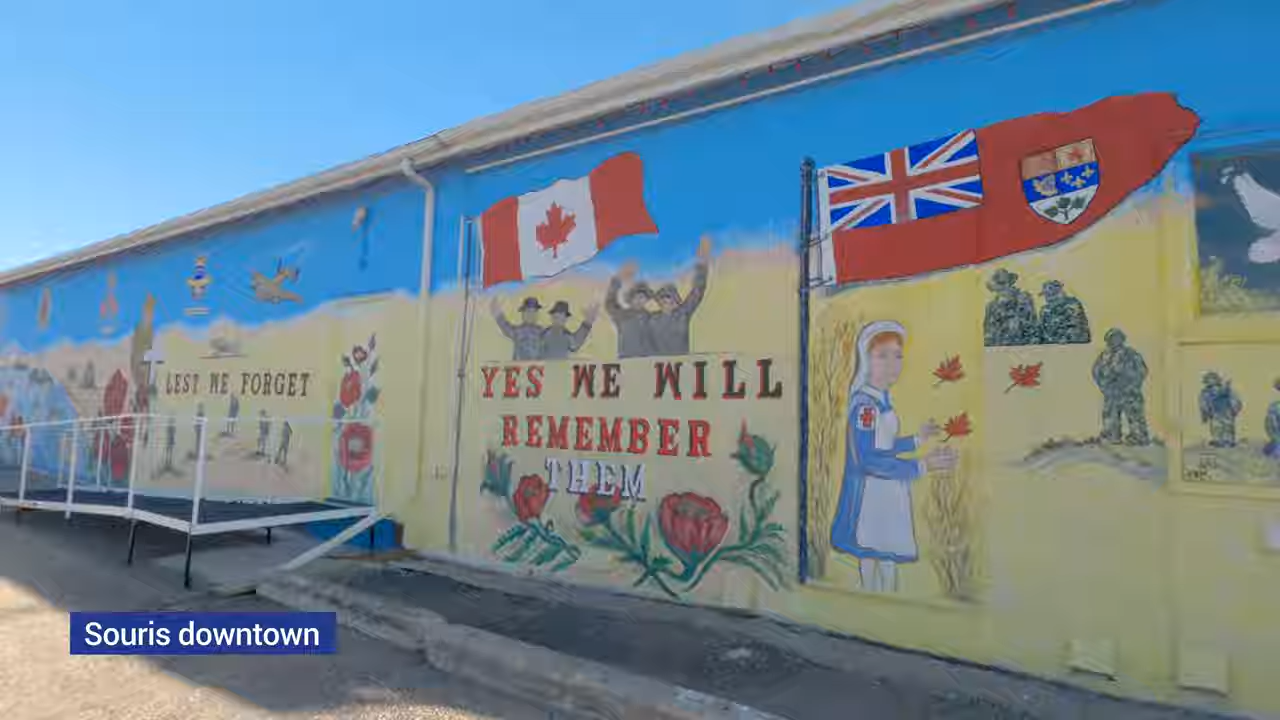 LEST WE FORGET
YES WE WILL
REMEMBER
THEM
Souris downtown